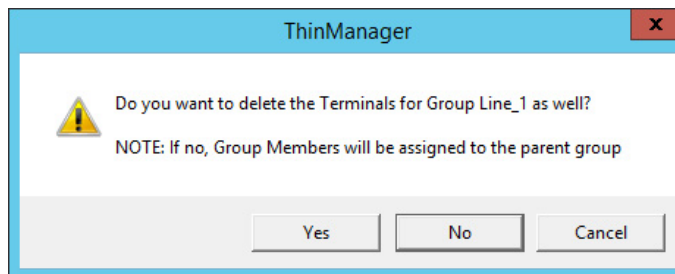 ThinManager
x
Do you want to delete the Terminals for Group Line_1 as well?
NOTE: If no, Group Members will be assigned to the parent group
Yes No Cancel